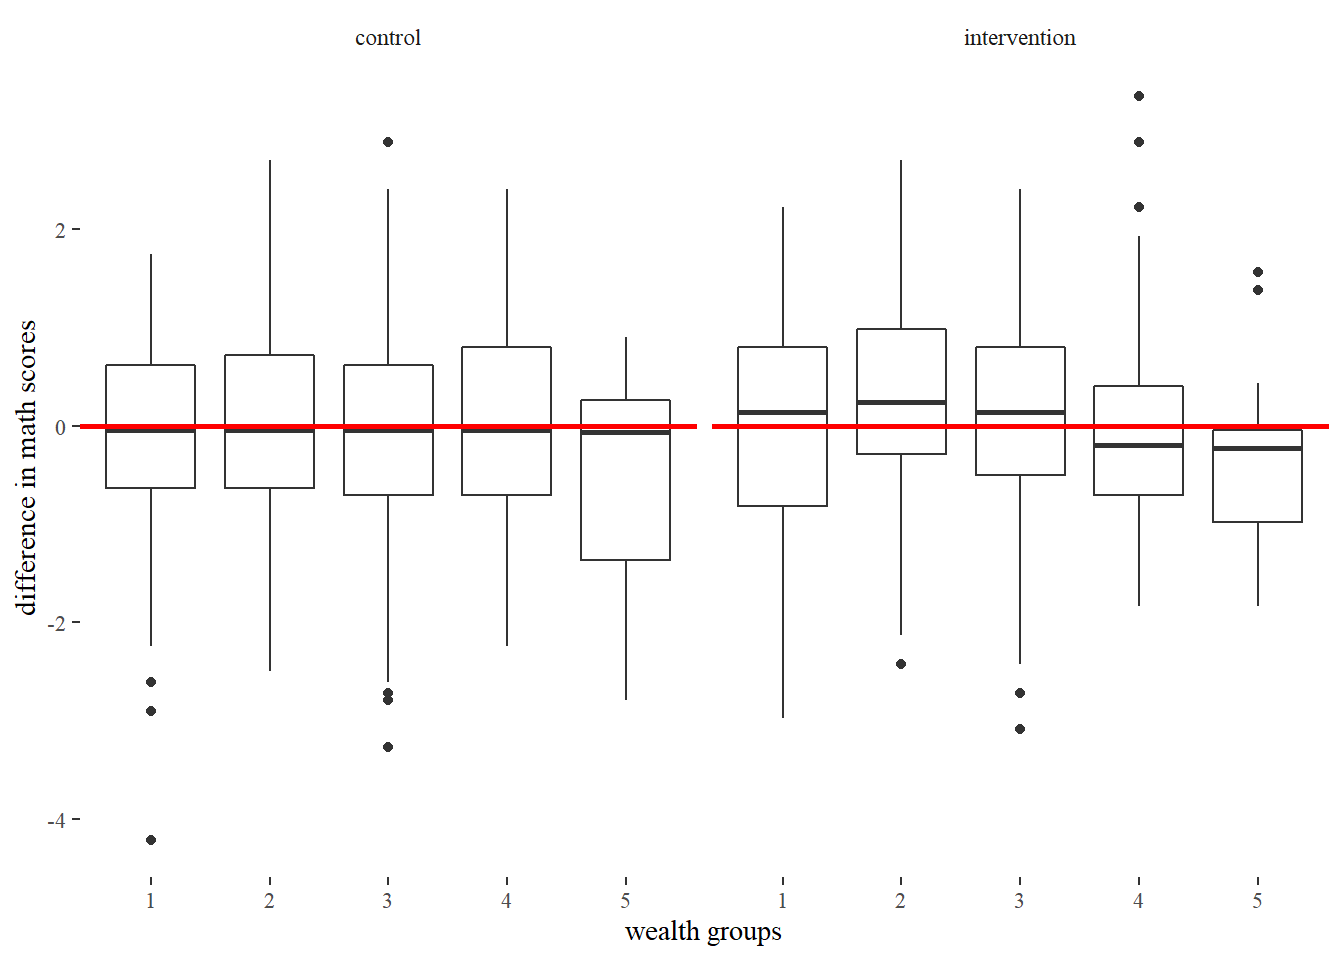 control
intervention
difference in math scores
2
0
-2
-4
1 2 3 4 5
1 2 3 4 5
wealth groups